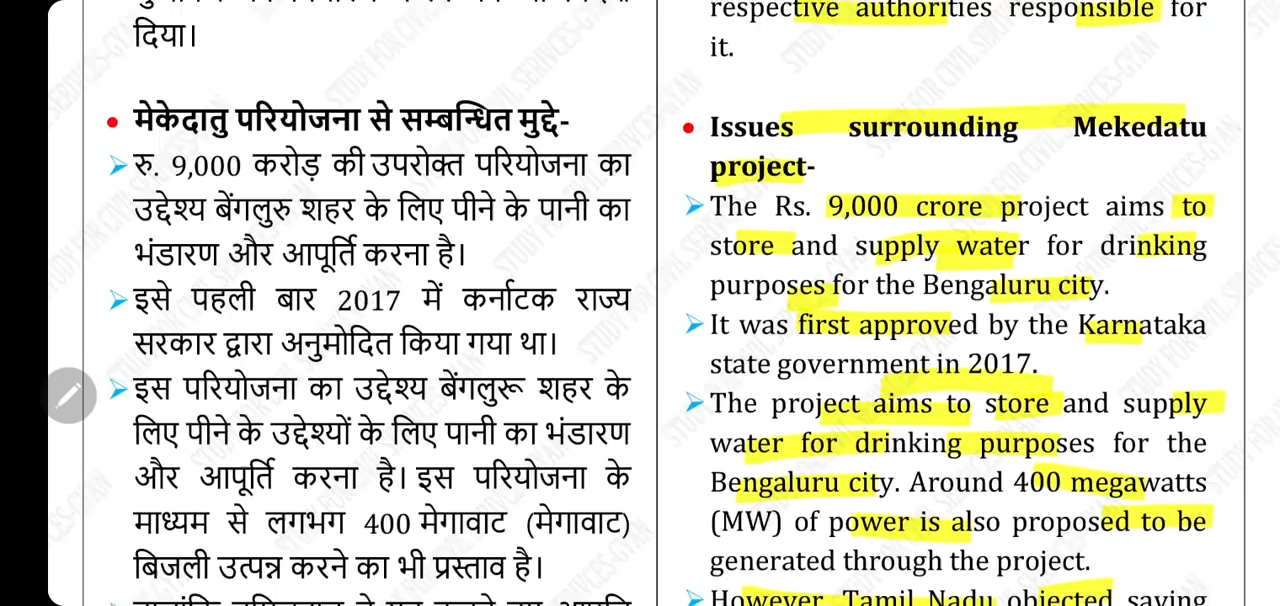 दिया।
• मेकेदातु परियोजना से सम्बन्धित मुद्दे-
➢ रु. 9,000 करोड़ की उपरोक्त परियोजना का
उद्देश्य बेंगलुरु शहर के लिए पीने के पानी का
भंडारण और आपूर्ति करना है।
➢ इसे पहली बार 2017 में कर्नाटक राज्य
सरकार द्वारा अनुमोदित किया गया था।
➢ इस परियोजना का उद्देश्य बेंगलुरू शहर के
लिए पीने के उद्देश्यों के लिए पानी का भंडारण
और आपूर्ति करना है। इस परियोजना के
माध्यम से लगभग 400 मेगावाट (मेगावाट)
बिजली उत्पन्न करने का भी प्रस्ताव है।
respective authorities responsible for
it.
• Issues surrounding Mekedatu
project-
➢ The Rs. 9,000 crore project aims to
store and supply water for drinking
purposes for the Bengaluru city.
➢ It was first approved by the Karnataka
state government in 2017.
➢ The project aims to store and supply
water for drinking purposes for the
Bengaluru city. Around 400 megawatts
(MW) of power is also proposed to be
generated through the project.
➢ However, Tamil Nadu objected saying